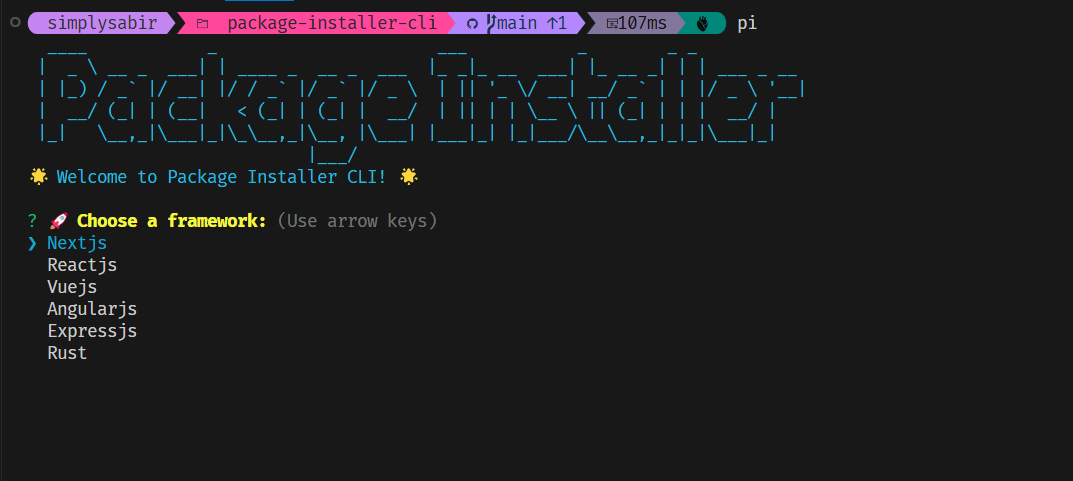 simplysabir package-installer-cli main ↑1 107ms pi
Package Installer
🌟 Welcome to Package Installer CLI! 🌟
? 🚀 Choose a framework: (Use arrow keys)
❯ Nextjs
Reactjs
Vuejs
Angularjs
Expressjs
Rust